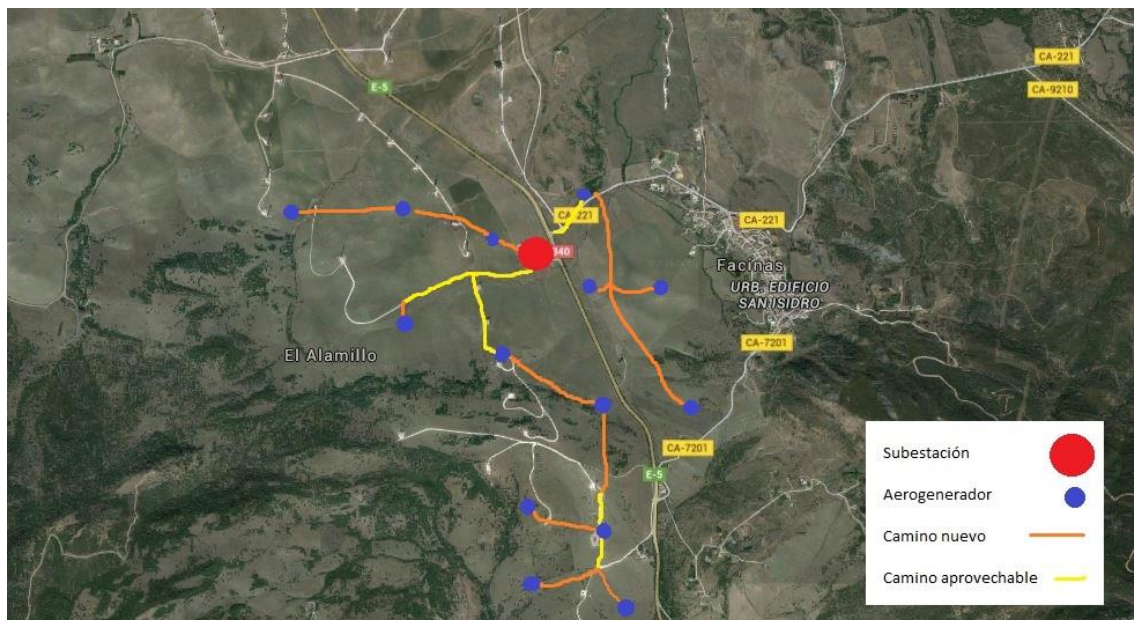 CA-221
CA-9210
E-5
CA-221
CA-221
340
Facinas
URB. EDIFICIO
SAN ISIDRO
CA-7201
El Alamillo
CA-7201
E-5
Subestación
Aerogenerador
Camino nuevo
Camino aprovechable